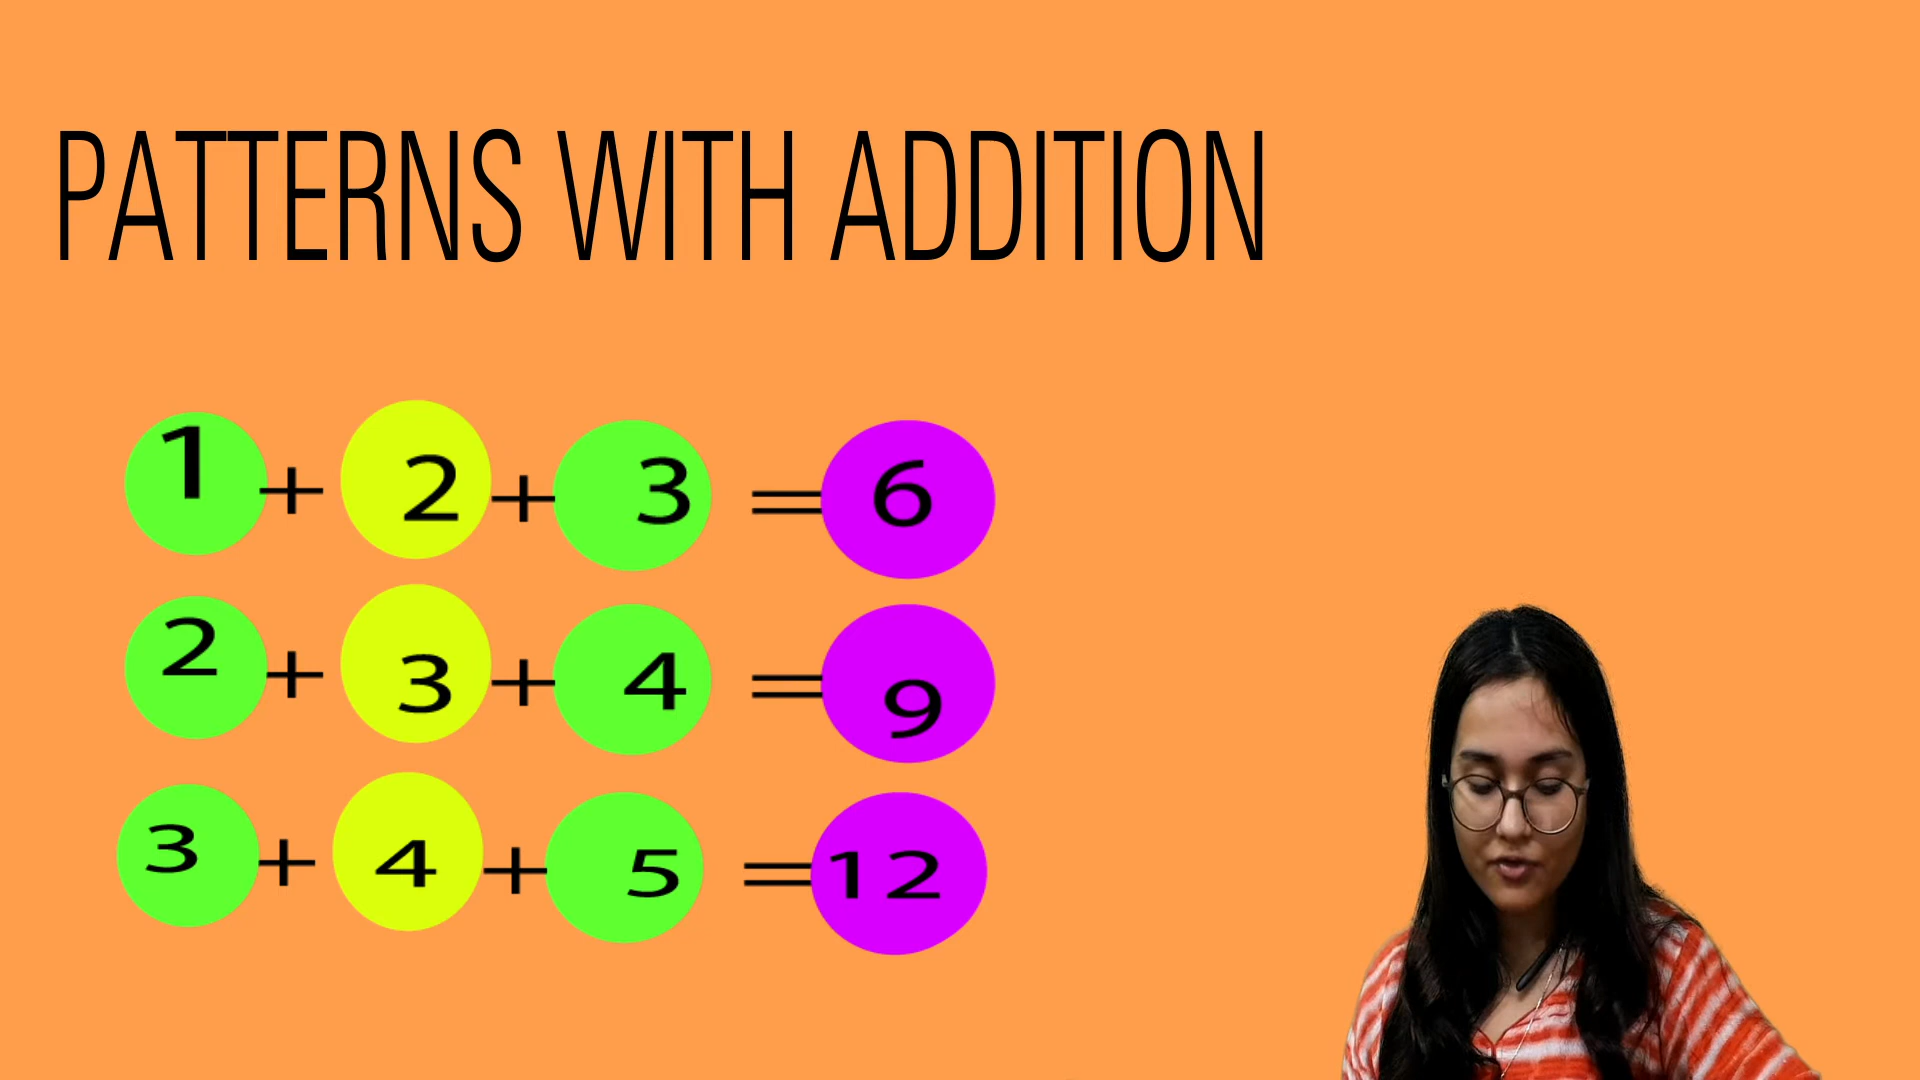 PATTERNS WITH ADDITION
1 + 2 + 3 = 6
2 + 3 + 4 = 9
3 + 4 + 5 = 12